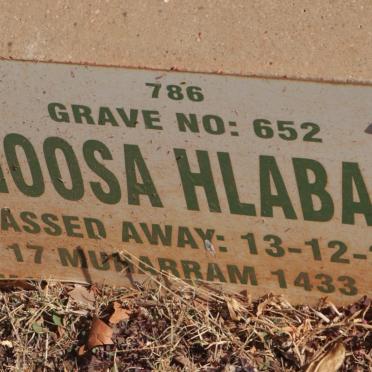 786
GRAVE NO: 652
OOSA HLABA
ASSED AWAY: 13-12-
17 MUHARRAM 1433